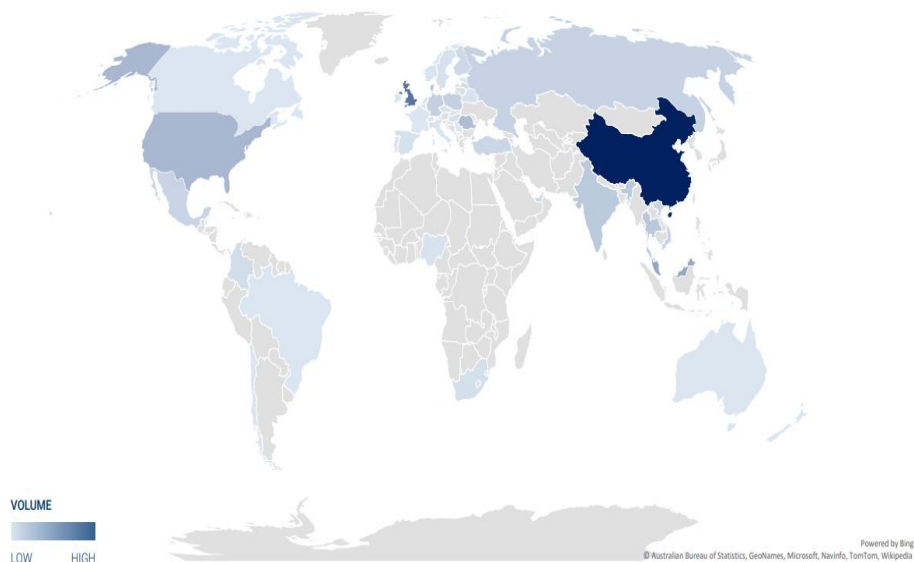 VOLUME
LOW HIGH
Powered by Bing
© Australian Bureau of Statistics, GeoNames, Microsoft, Navinfo, TomTom, Wikipedia